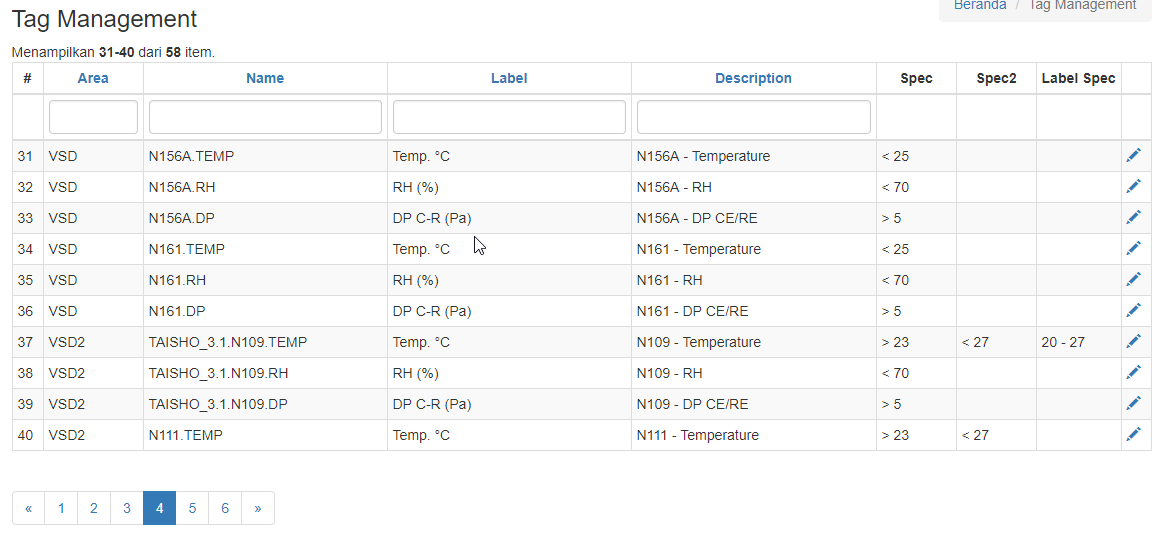 Beranda / Tag Management
Tag Management
Menampilkan 31-40 dari 58 item.
# Area Name Label Description Spec Spec2 Label Spec
31 VSD N156A.TEMP Temp. °C N156A - Temperature < 25
32 VSD N156A.RH RH (%) N156A - RH < 70
33 VSD N156A.DP DP C-R (Pa) N156A - DP CE/RE > 5
34 VSD N161.TEMP Temp. °C N161 - Temperature < 25
35 VSD N161.RH RH (%) N161 - RH < 70
36 VSD N161.DP DP C-R (Pa) N161 - DP CE/RE > 5
37 VSD2 TAISHO_3.1.N109.TEMP Temp. °C N109 - Temperature > 23 < 27 20 - 27
38 VSD2 TAISHO_3.1.N109.RH RH (%) N109 - RH < 70
39 VSD2 TAISHO_3.1.N109.DP DP C-R (Pa) N109 - DP CE/RE > 5
40 VSD2 N111.TEMP Temp. °C N111 - Temperature > 23 < 27
« 1 2 3 4 5 6 »